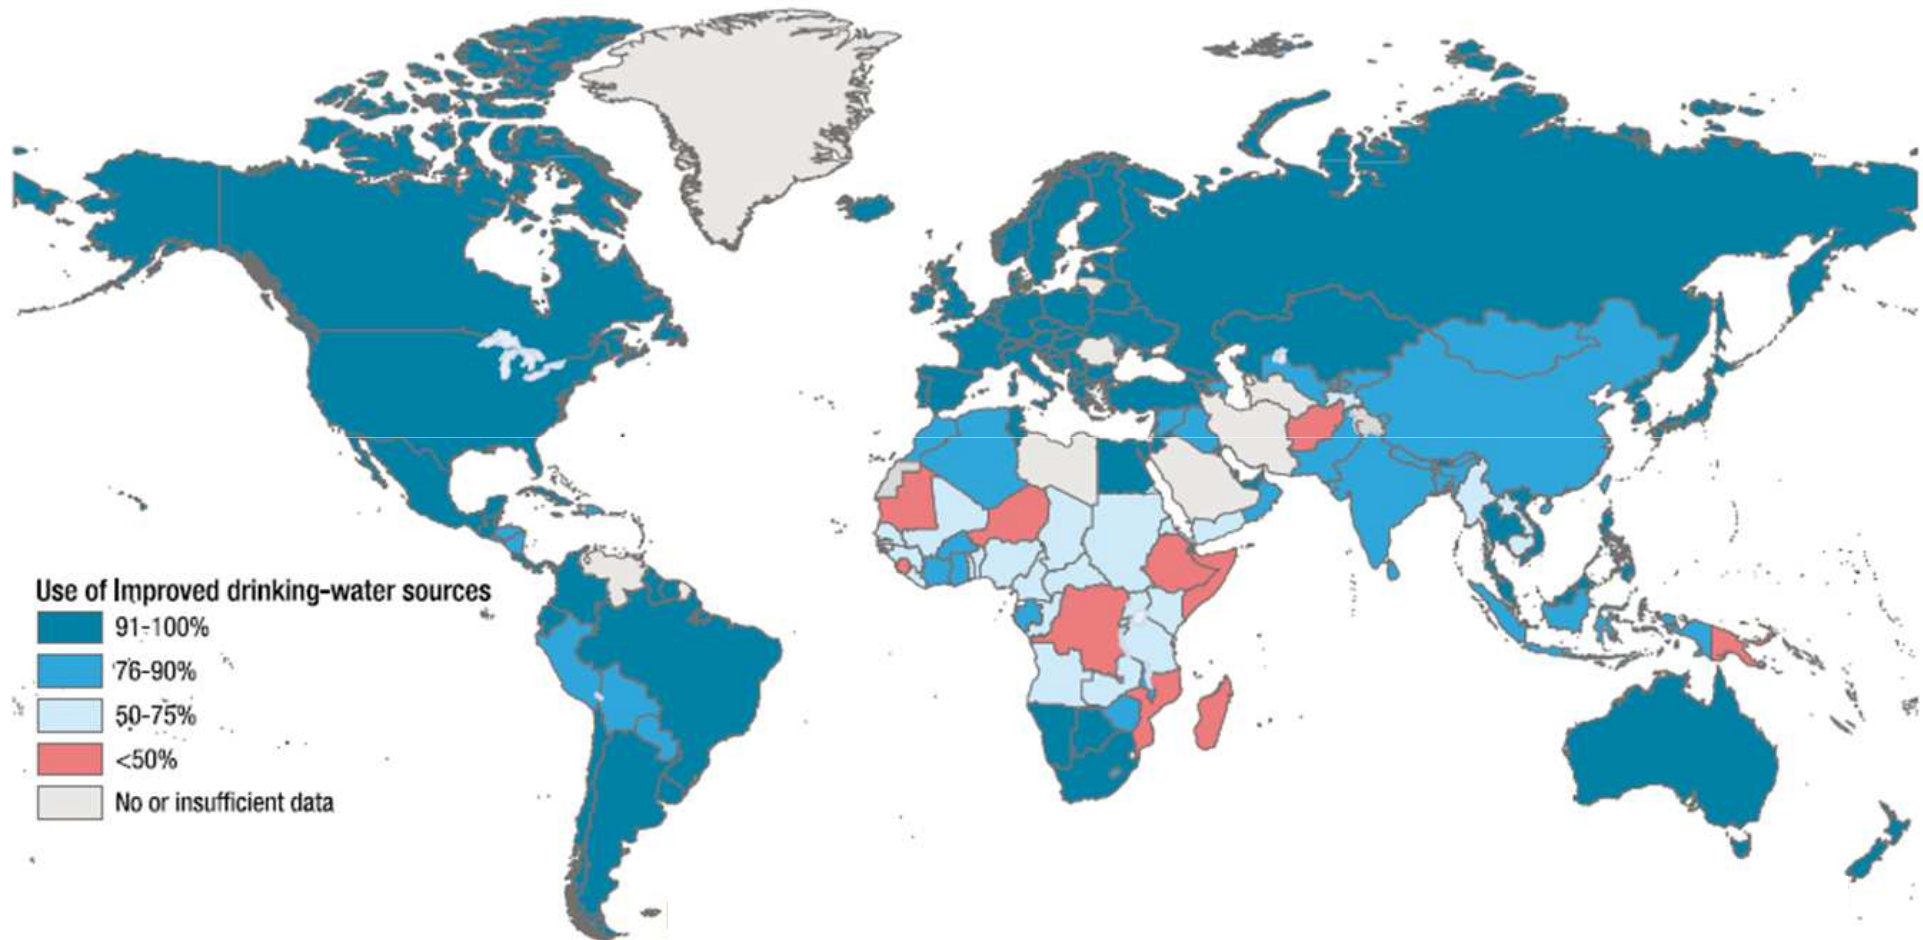 Use of Improved drinking-water sources
91-100%
76-90%
50-75%
<50%
No or insufficient data